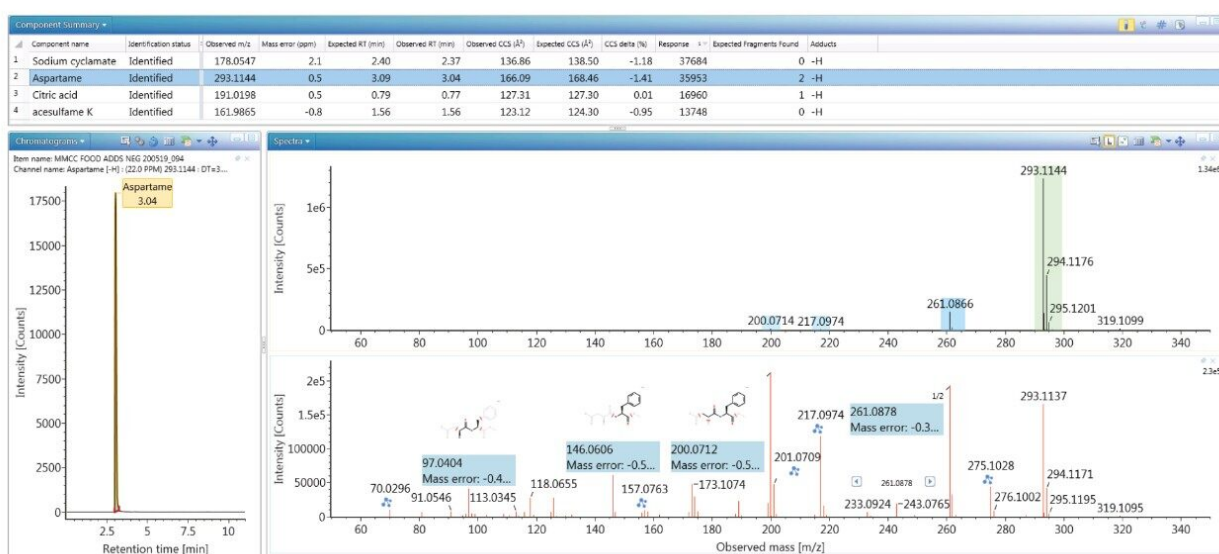 Component Summary
Component name Identification status Observed m/z Mass error (ppm) Expected RT (min) Observed RT (min) Observed CCS (Å²) Expected CCS (Å²) CCS delta (%) Response Expected Fragments Found Adducts
1 Sodium cyclamate Identified 178.0547 2.1 2.40 2.37 136.86 138.50 -1.18 37684 0 -H
2 Aspartame Identified 293.1144 0.5 3.09 3.04 166.09 168.46 -1.41 35953 2 -H
3 Citric acid Identified 191.0198 0.5 0.79 0.77 127.31 127.30 0.01 16960 1 -H
4 acesulfame K Identified 161.9865 -0.8 1.56 1.56 123.12 124.30 -0.95 13748 0 -H
Chromatograms
Item name: MMCC FOOD ADDS NEG 200519_094
Channel name: Aspartame [-H] : (22.0 PPM) 293.1144 : DT=3...
Aspartame
3.04
17500
15000
12500
10000
7500
5000
2500
0
Intensity [Counts]
2.5 5 7.5 10
Retention time [min]
Spectra
1.34e6
293.1144
294.1176
295.1201
319.1099
261.0866
217.0974
200.0714
1e6
5e5
0
Intensity [Counts]
60 80 100 120 140 160 180 200 220 240 260 280 300 320 340
2.3e5
2e5
1.5e5
100000
50000
0
Intensity [Counts]
97.0404
Mass error: -0.4...
146.0606
Mass error: -0.5...
200.0712
Mass error: -0.5...
217.0974
1/2
261.0878
Mass error: -0.3...
293.1137
70.0296
91.0546
113.0345
118.0655
157.0763
173.1074
201.0709
261.0878
233.0924
243.0765
275.1028
276.1002
294.1171
295.1195
319.1095
60 80 100 120 140 160 180 200 220 240 260 280 300 320 340
Observed mass [m/z]